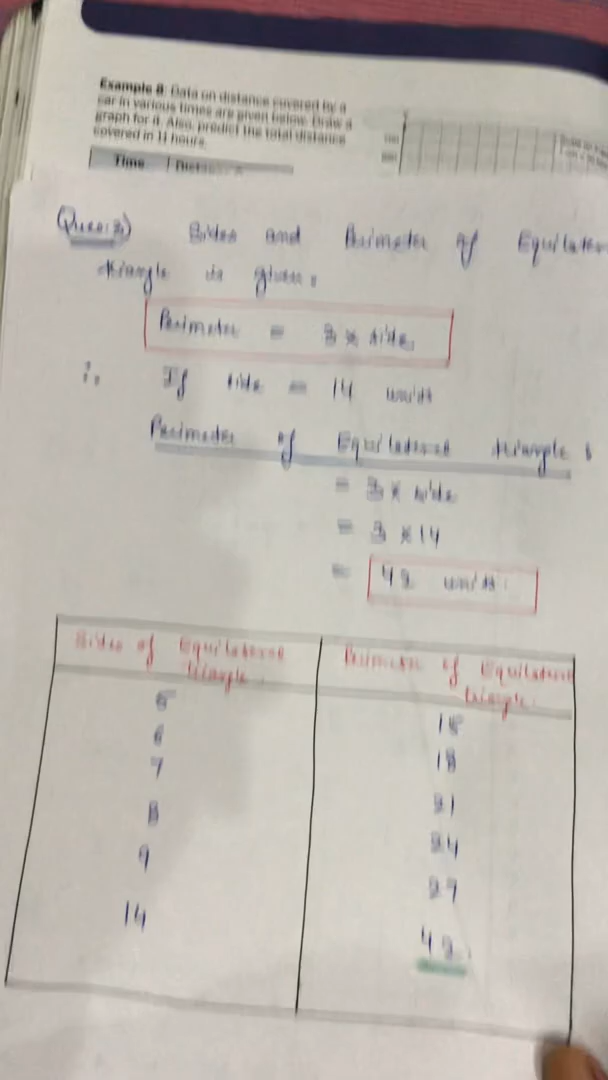 Example 8: Data on distance covered by a
car in various times are given below. Draw a
graph for it. Also, predict the total distance
covered in 11 hours.
Time
Ques:3) Sides and Perimeter of Equilater
triangle is given.
Perimeter = 3 × side.
∴ If side = 14 units
Perimeter of Equilateral triangle :
= 3 × side
= 3 × 14
= 42 units.
Sides of Equilateral triangle. Perimeter of Equilateral triangle.
5 15
6 18
7 21
8 24
9 27
14 42.